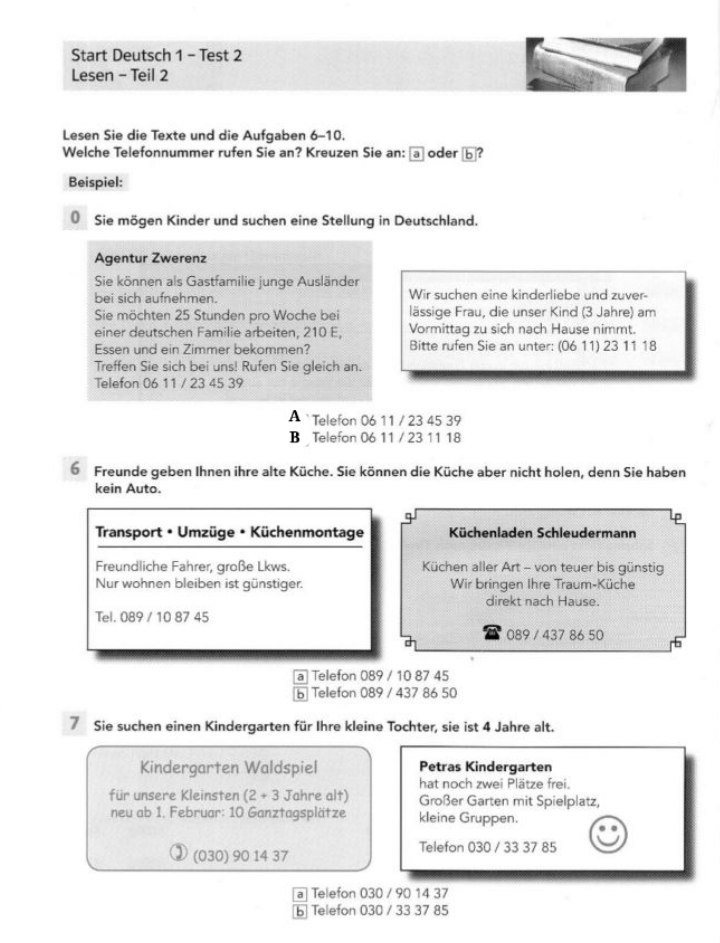 Start Deutsch 1 – Test 2
Lesen – Teil 2
Lesen Sie die Texte und die Aufgaben 6–10.
Welche Telefonnummer rufen Sie an? Kreuzen Sie an: a oder b?
Beispiel:
0 Sie mögen Kinder und suchen eine Stellung in Deutschland.
Agentur Zwerenz
Sie können als Gastfamilie junge Ausländer
bei sich aufnehmen.
Sie möchten 25 Stunden pro Woche bei
einer deutschen Familie arbeiten, 210 E,
Essen und ein Zimmer bekommen?
Treffen Sie sich bei uns! Rufen Sie gleich an.
Telefon 06 11 / 23 45 39
Wir suchen eine kinderliebe und zuver-
lässige Frau, die unser Kind (3 Jahre) am
Vormittag zu sich nach Hause nimmt.
Bitte rufen Sie an unter: (06 11) 23 11 18
A Telefon 06 11 / 23 45 39
B Telefon 06 11 / 23 11 18
6 Freunde geben Ihnen ihre alte Küche. Sie können die Küche aber nicht holen, denn Sie haben
kein Auto.
Transport • Umzüge • Küchenmontage
Freundliche Fahrer, große Lkws.
Nur wohnen bleiben ist günstiger.
Tel. 089 / 10 87 45
Küchenladen Schleudermann
Küchen aller Art – von teuer bis günstig
Wir bringen Ihre Traum-Küche
direkt nach Hause.
☎ 089 / 437 86 50
a Telefon 089 / 10 87 45
b Telefon 089 / 437 86 50
7 Sie suchen einen Kindergarten für Ihre kleine Tochter, sie ist 4 Jahre alt.
Kindergarten Waldspiel
für unsere Kleinsten (2 + 3 Jahre alt)
neu ab 1. Februar: 10 Ganztagsplätze
(030) 90 14 37
Petras Kindergarten
hat noch zwei Plätze frei.
Großer Garten mit Spielplatz,
kleine Gruppen.
Telefon 030 / 33 37 85
a Telefon 030 / 90 14 37
b Telefon 030 / 33 37 85